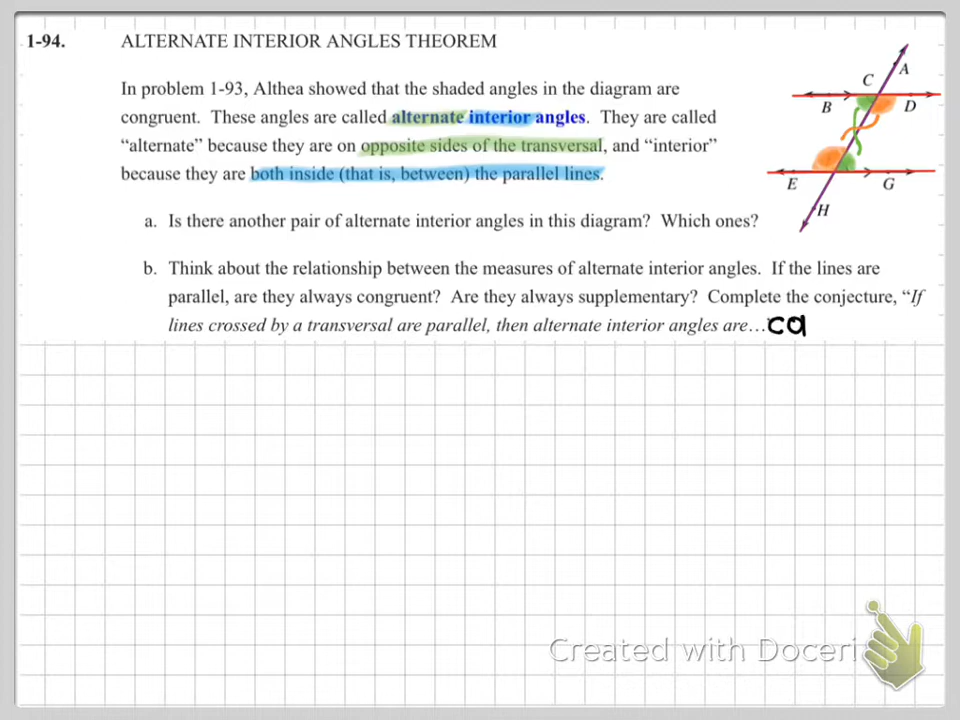 1-94. ALTERNATE INTERIOR ANGLES THEOREM
In problem 1-93, Althea showed that the shaded angles in the diagram are
congruent. These angles are called alternate interior angles. They are called
“alternate” because they are on opposite sides of the transversal, and “interior”
because they are both inside (that is, between) the parallel lines.
A
C
B
D
E
G
H
a. Is there another pair of alternate interior angles in this diagram? Which ones?
b. Think about the relationship between the measures of alternate interior angles. If the lines are
parallel, are they always congruent? Are they always supplementary? Complete the conjecture, “If
lines crossed by a transversal are parallel, then alternate interior angles are…
Created with Doceri